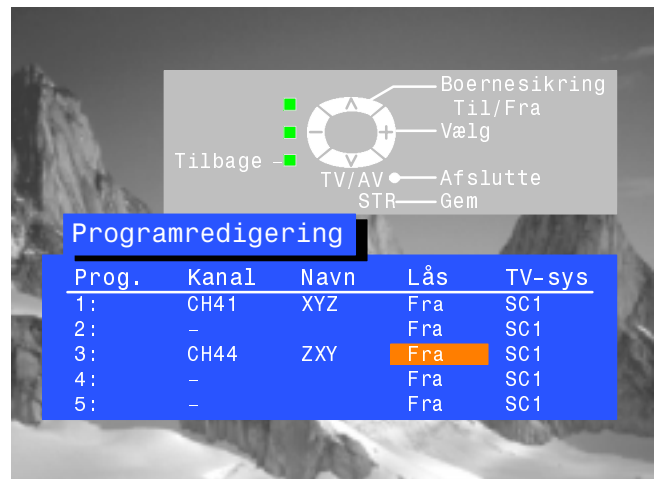 Boernesikring
Til/Fra
Vælg
Tilbage
TV/AV Afslutte
STR Gem
Programredigering
Prog. Kanal Navn Lås TV-sys
1: CH41 XYZ Fra SC1
2: – Fra SC1
3: CH44 ZXY Fra SC1
4: – Fra SC1
5: – Fra SC1